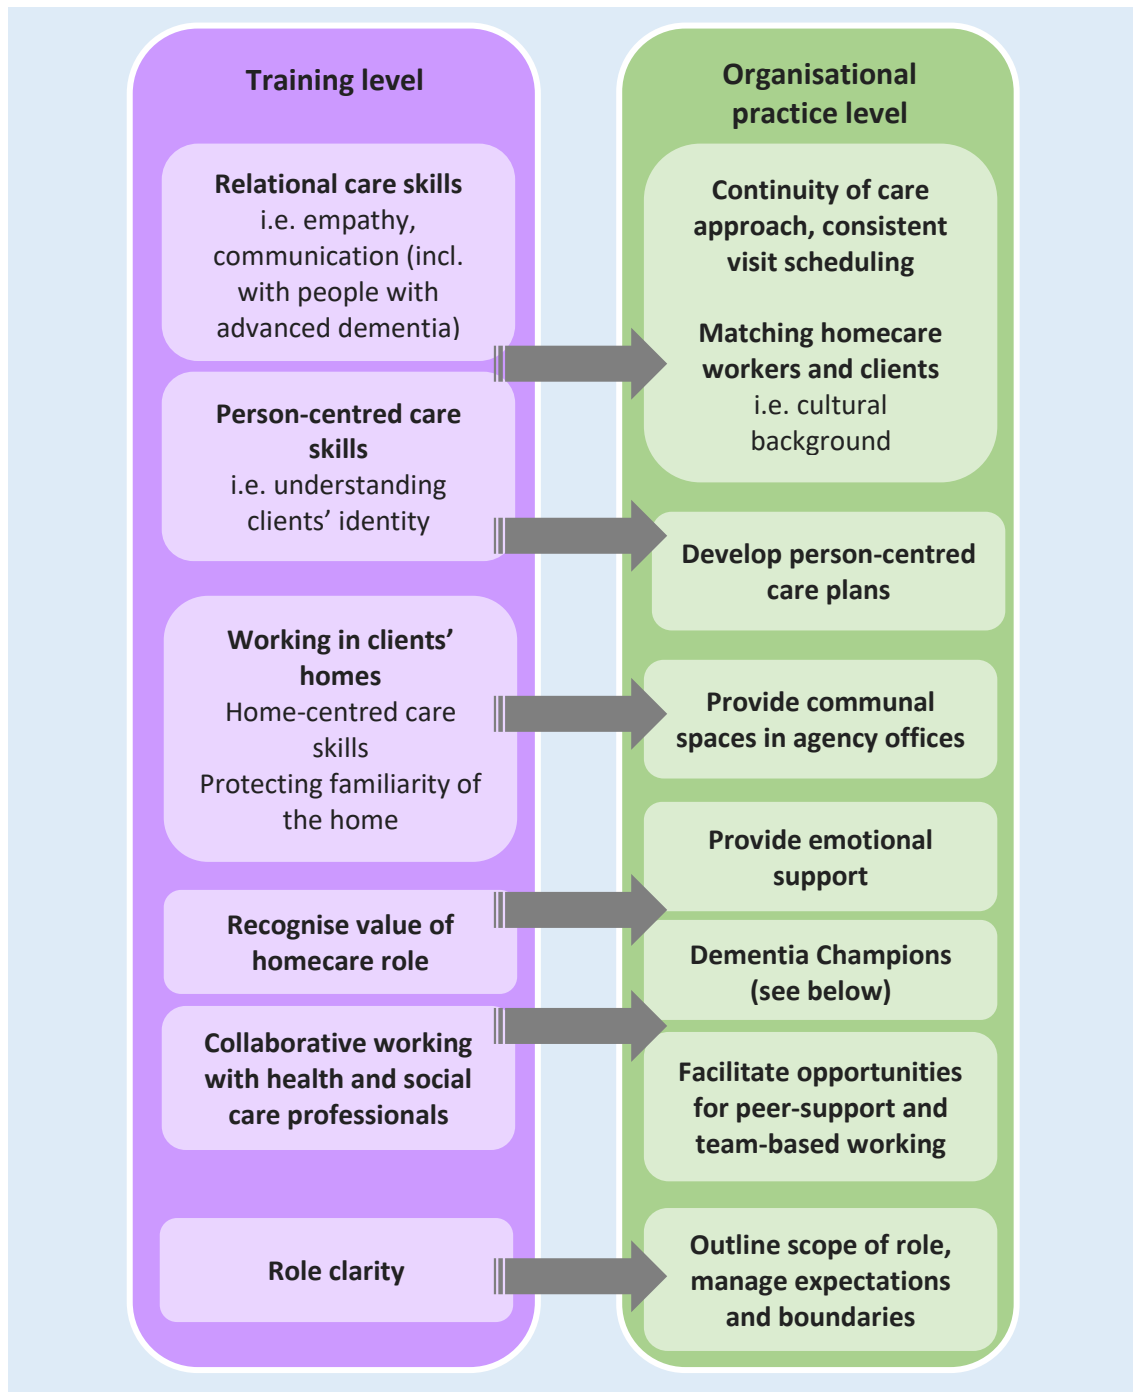 Training level
Relational care skills
i.e. empathy,
communication (incl.
with people with
advanced dementia)
Person-centred care
skills
i.e. understanding
clients’ identity
Working in clients’
homes
Home-centred care
skills
Protecting familiarity of
the home
Recognise value of
homecare role
Collaborative working
with health and social
care professionals
Role clarity
Organisational
practice level
Continuity of care
approach, consistent
visit scheduling
Matching homecare
workers and clients
i.e. cultural
background
Develop person-centred
care plans
Provide communal
spaces in agency offices
Provide emotional
support
Dementia Champions
(see below)
Facilitate opportunities
for peer-support and
team-based working
Outline scope of role,
manage expectations
and boundaries